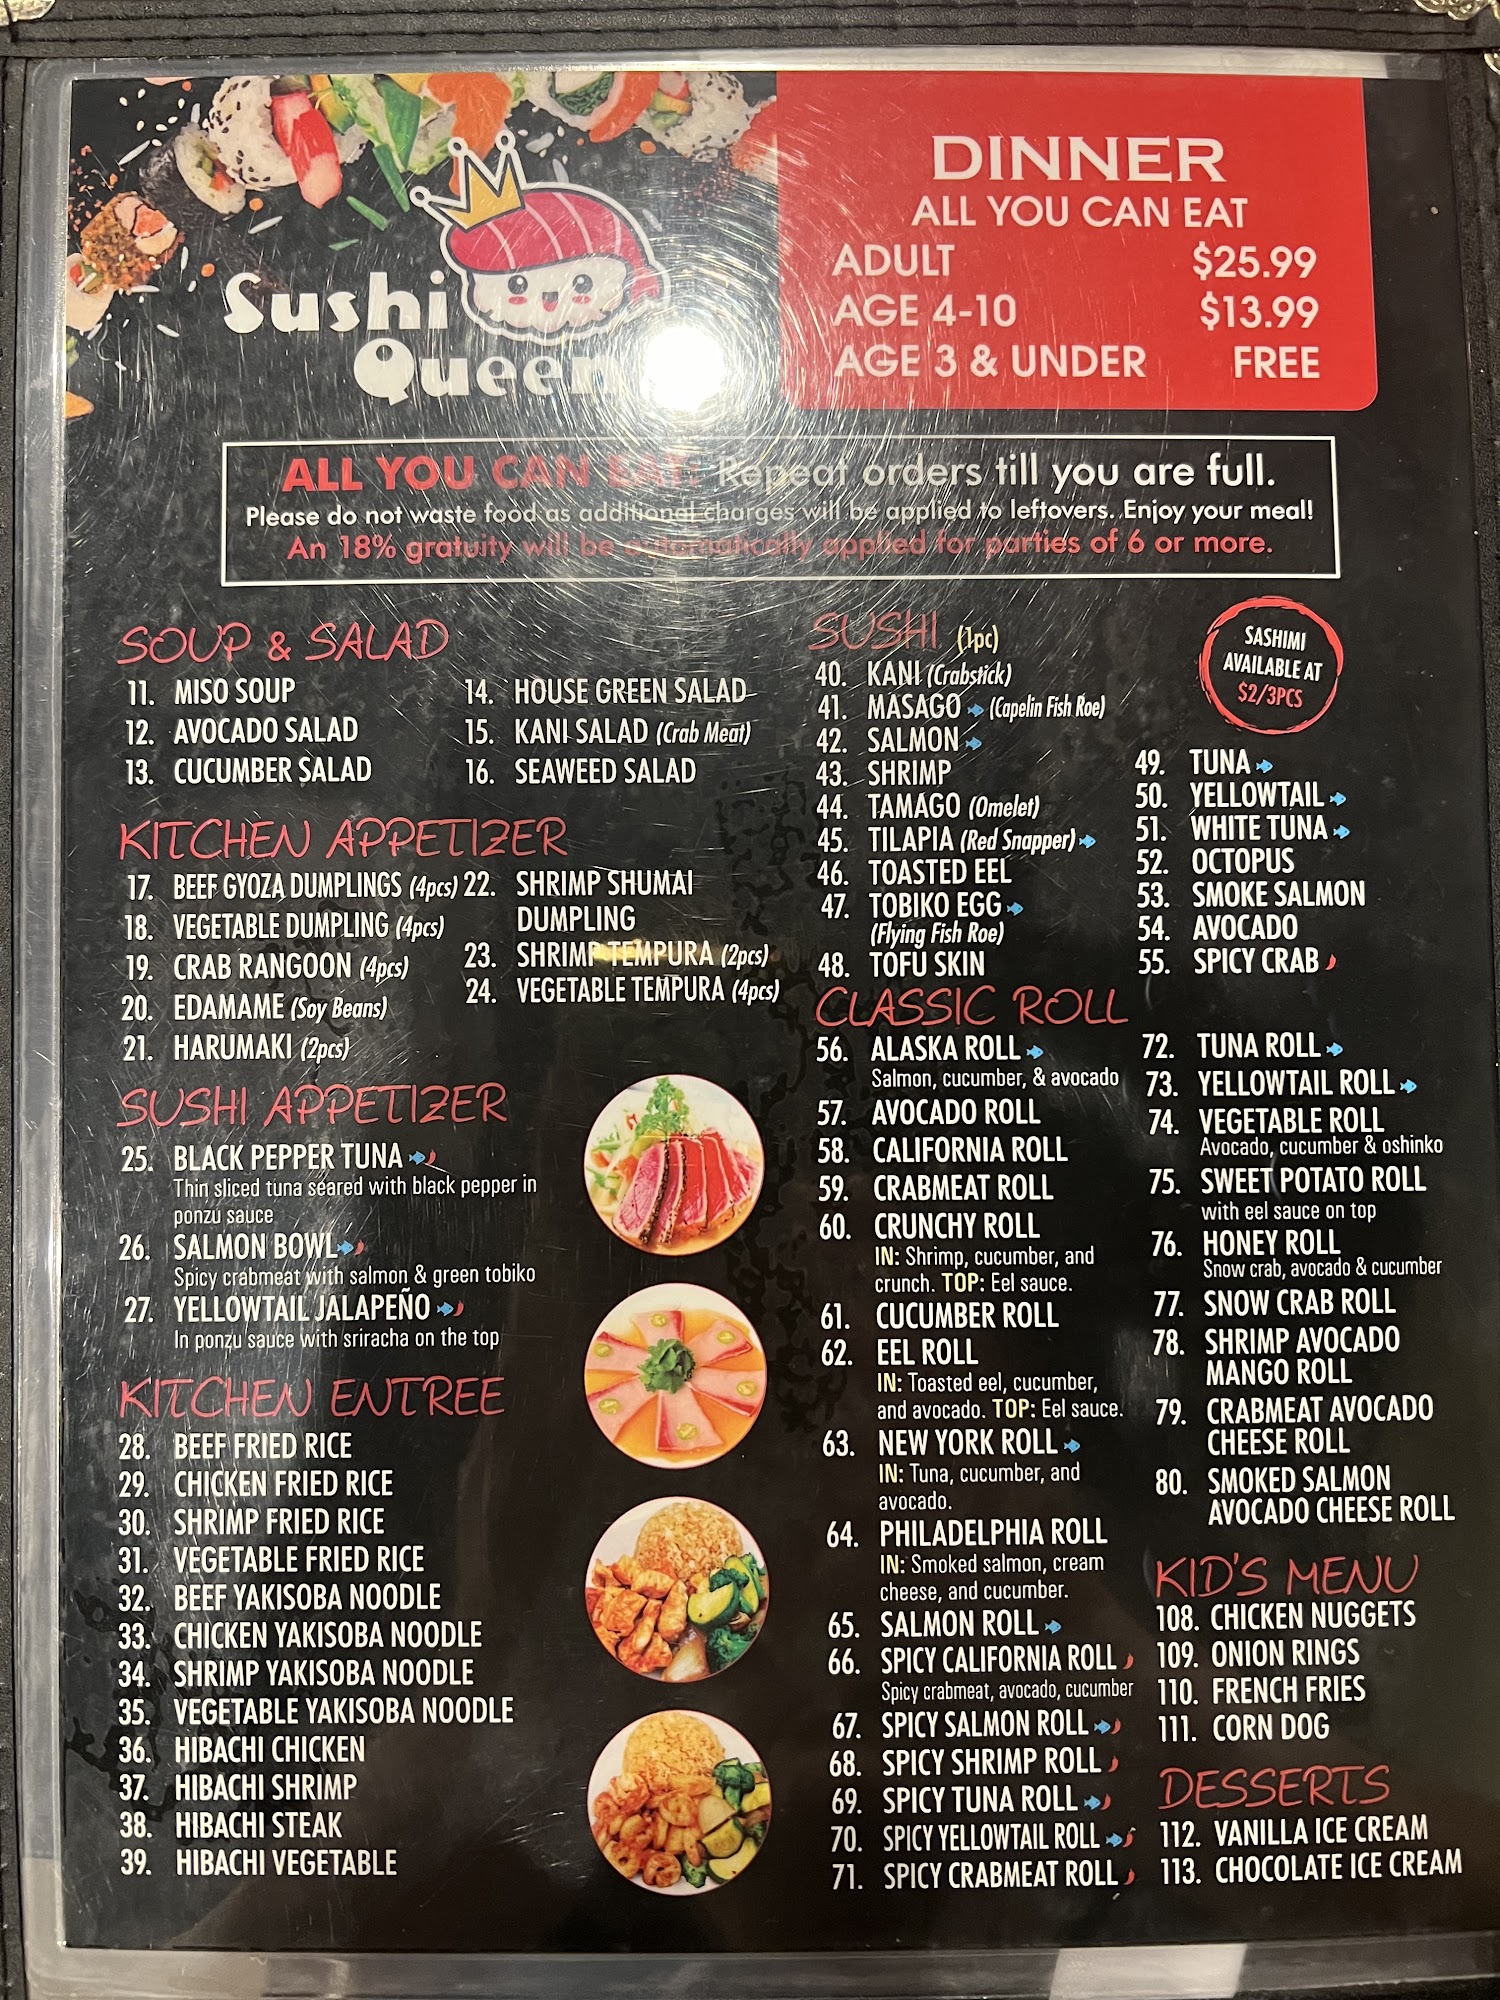 Sushi
Queen
DINNER
ALL YOU CAN EAT
ADULT $25.99
AGE 4-10 $13.99
AGE 3 & UNDER FREE
ALL YOU CAN EAT: Repeat orders till you are full.
Please do not waste food as additional charges will be applied to leftovers. Enjoy your meal!
An 18% gratuity will be automatically applied for parties of 6 or more.
SOUP & SALAD
11. MISO SOUP
12. AVOCADO SALAD
13. CUCUMBER SALAD
14. HOUSE GREEN SALAD
15. KANI SALAD (Crab Meat)
16. SEAWEED SALAD
KITCHEN APPETIZER
17. BEEF GYOZA DUMPLINGS (4pcs)
18. VEGETABLE DUMPLING (4pcs)
19. CRAB RANGOON (4pcs)
20. EDAMAME (Soy Beans)
21. HARUMAKI (2pcs)
22. SHRIMP SHUMAI
DUMPLING
23. SHRIMP TEMPURA (2pcs)
24. VEGETABLE TEMPURA (4pcs)
SUSHI APPETIZER
25. BLACK PEPPER TUNA
Thin sliced tuna seared with black pepper in
ponzu sauce
26. SALMON BOWL
Spicy crabmeat with salmon & green tobiko
27. YELLOWTAIL JALAPEÑO
In ponzu sauce with sriracha on the top
KITCHEN ENTREE
28. BEEF FRIED RICE
29. CHICKEN FRIED RICE
30. SHRIMP FRIED RICE
31. VEGETABLE FRIED RICE
32. BEEF YAKISOBA NOODLE
33. CHICKEN YAKISOBA NOODLE
34. SHRIMP YAKISOBA NOODLE
35. VEGETABLE YAKISOBA NOODLE
36. HIBACHI CHICKEN
37. HIBACHI SHRIMP
38. HIBACHI STEAK
39. HIBACHI VEGETABLE
SUSHI (1pc)
40. KANI (Crabstick)
41. MASAGO (Capelin Fish Roe)
42. SALMON
43. SHRIMP
44. TAMAGO (Omelet)
45. TILAPIA (Red Snapper)
46. TOASTED EEL
47. TOBIKO EGG
(Flying Fish Roe)
48. TOFU SKIN
SASHIMI
AVAILABLE AT
$2/3PCS
49. TUNA
50. YELLOWTAIL
51. WHITE TUNA
52. OCTOPUS
53. SMOKE SALMON
54. AVOCADO
55. SPICY CRAB
CLASSIC ROLL
56. ALASKA ROLL
Salmon, cucumber, & avocado
57. AVOCADO ROLL
58. CALIFORNIA ROLL
59. CRABMEAT ROLL
60. CRUNCHY ROLL
IN: Shrimp, cucumber, and
crunch. TOP: Eel sauce.
61. CUCUMBER ROLL
62. EEL ROLL
IN: Toasted eel, cucumber,
and avocado. TOP: Eel sauce.
63. NEW YORK ROLL
IN: Tuna, cucumber, and
avocado.
64. PHILADELPHIA ROLL
IN: Smoked salmon, cream
cheese, and cucumber.
65. SALMON ROLL
66. SPICY CALIFORNIA ROLL
Spicy crabmeat, avocado, cucumber
67. SPICY SALMON ROLL
68. SPICY SHRIMP ROLL
69. SPICY TUNA ROLL
70. SPICY YELLOWTAIL ROLL
71. SPICY CRABMEAT ROLL
72. TUNA ROLL
73. YELLOWTAIL ROLL
74. VEGETABLE ROLL
Avocado, cucumber & oshinko
75. SWEET POTATO ROLL
with eel sauce on top
76. HONEY ROLL
Snow crab, avocado & cucumber
77. SNOW CRAB ROLL
78. SHRIMP AVOCADO
MANGO ROLL
79. CRABMEAT AVOCADO
CHEESE ROLL
80. SMOKED SALMON
AVOCADO CHEESE ROLL
KID'S MENU
108. CHICKEN NUGGETS
109. ONION RINGS
110. FRENCH FRIES
111. CORN DOG
DESSERTS
112. VANILLA ICE CREAM
113. CHOCOLATE ICE CREAM